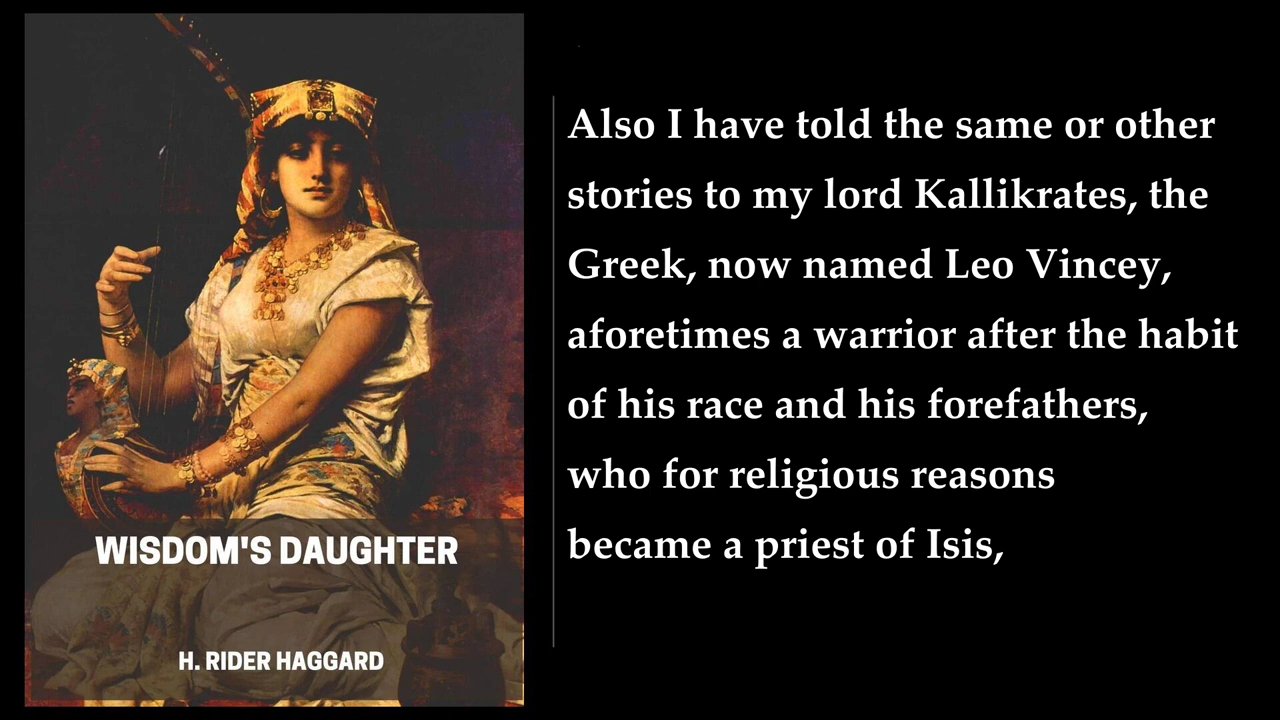 WISDOM'S DAUGHTER
H. RIDER HAGGARD
Also I have told the same or other
stories to my lord Kallikrates, the
Greek, now named Leo Vincey,
aforetimes a warrior after the habit
of his race and his forefathers,
who for religious reasons
became a priest of Isis,